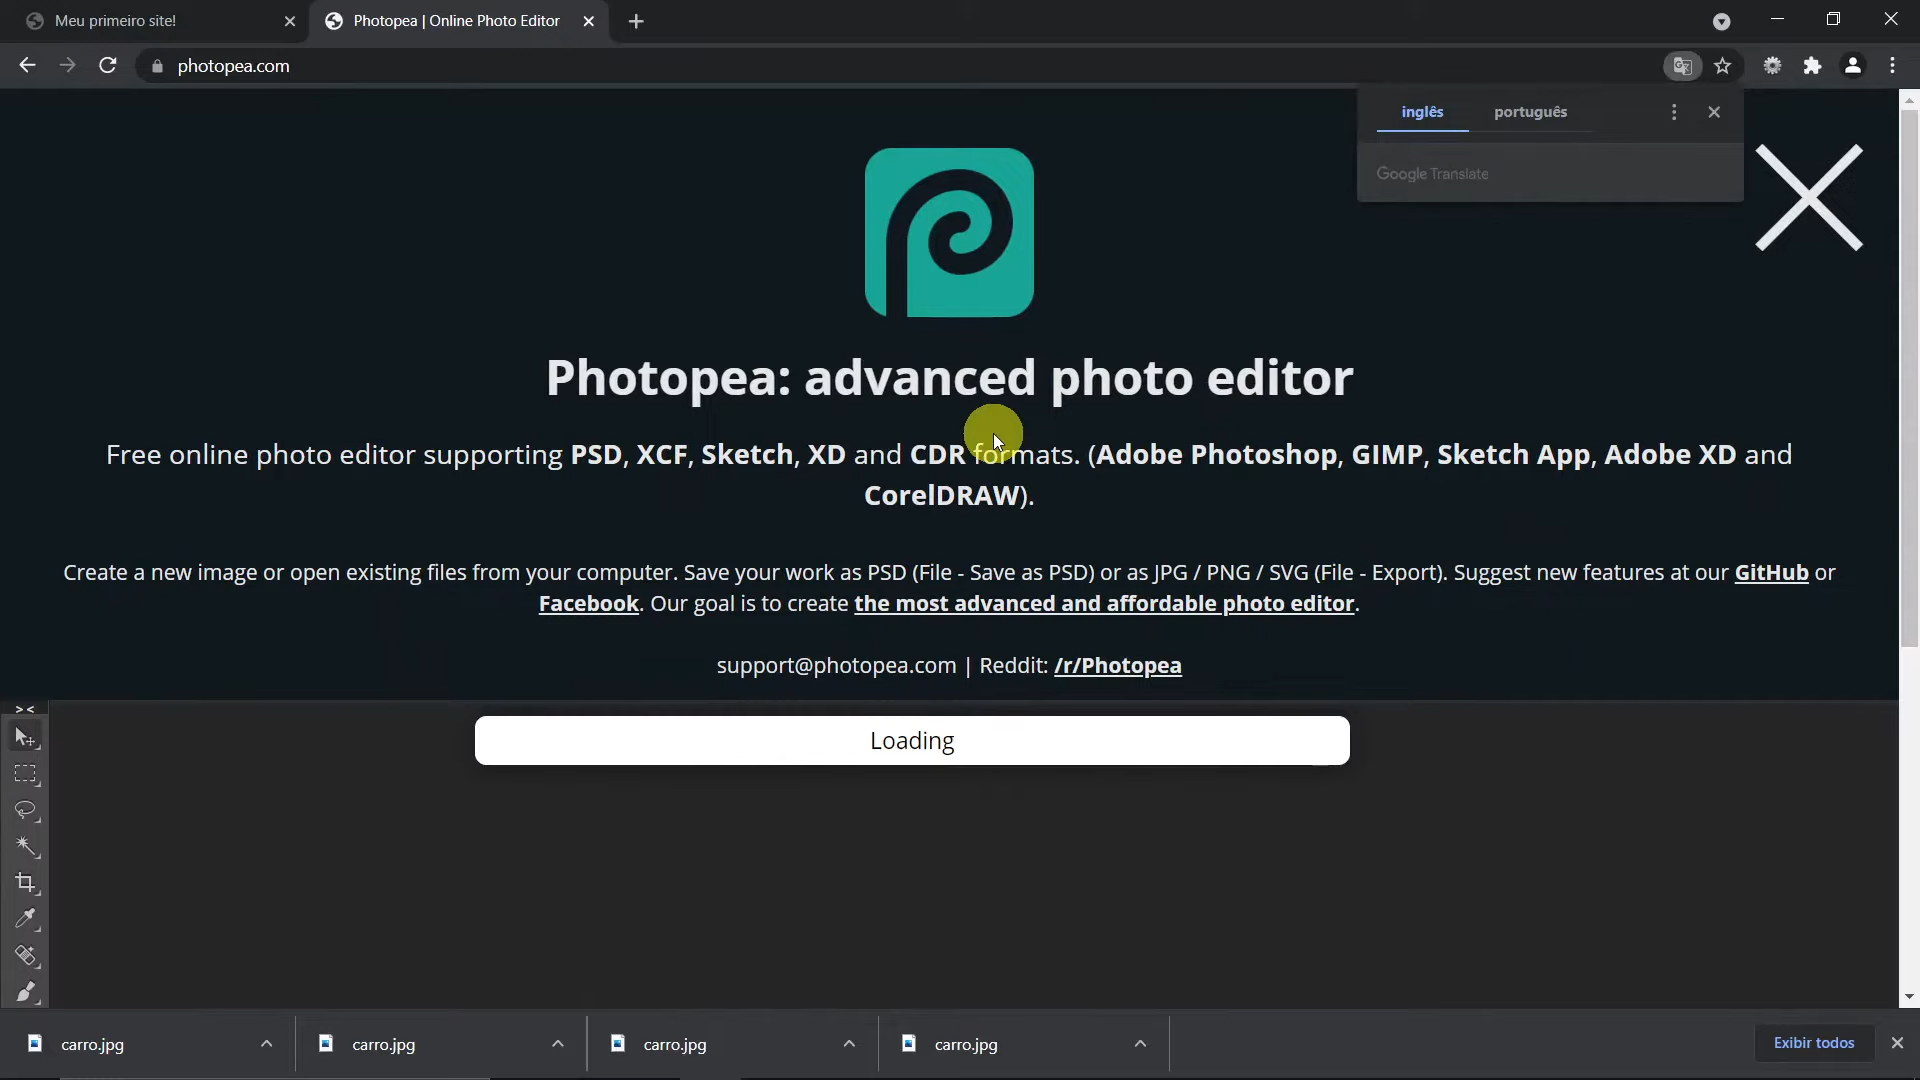 Meu primeiro site!
Photopea | Online Photo Editor
photopea.com
inglês
português
Google Translate
Photopea: advanced photo editor
Free online photo editor supporting PSD, XCF, Sketch, XD and CDR formats. (Adobe Photoshop, GIMP, Sketch App, Adobe XD and
CorelDRAW).
Create a new image or open existing files from your computer. Save your work as PSD (File - Save as PSD) or as JPG / PNG / SVG (File - Export). Suggest new features at our GitHub or
Facebook. Our goal is to create the most advanced and affordable photo editor.
support@photopea.com | Reddit: /r/Photopea
> <
Loading
carro.jpg
carro.jpg
carro.jpg
carro.jpg
Exibir todos